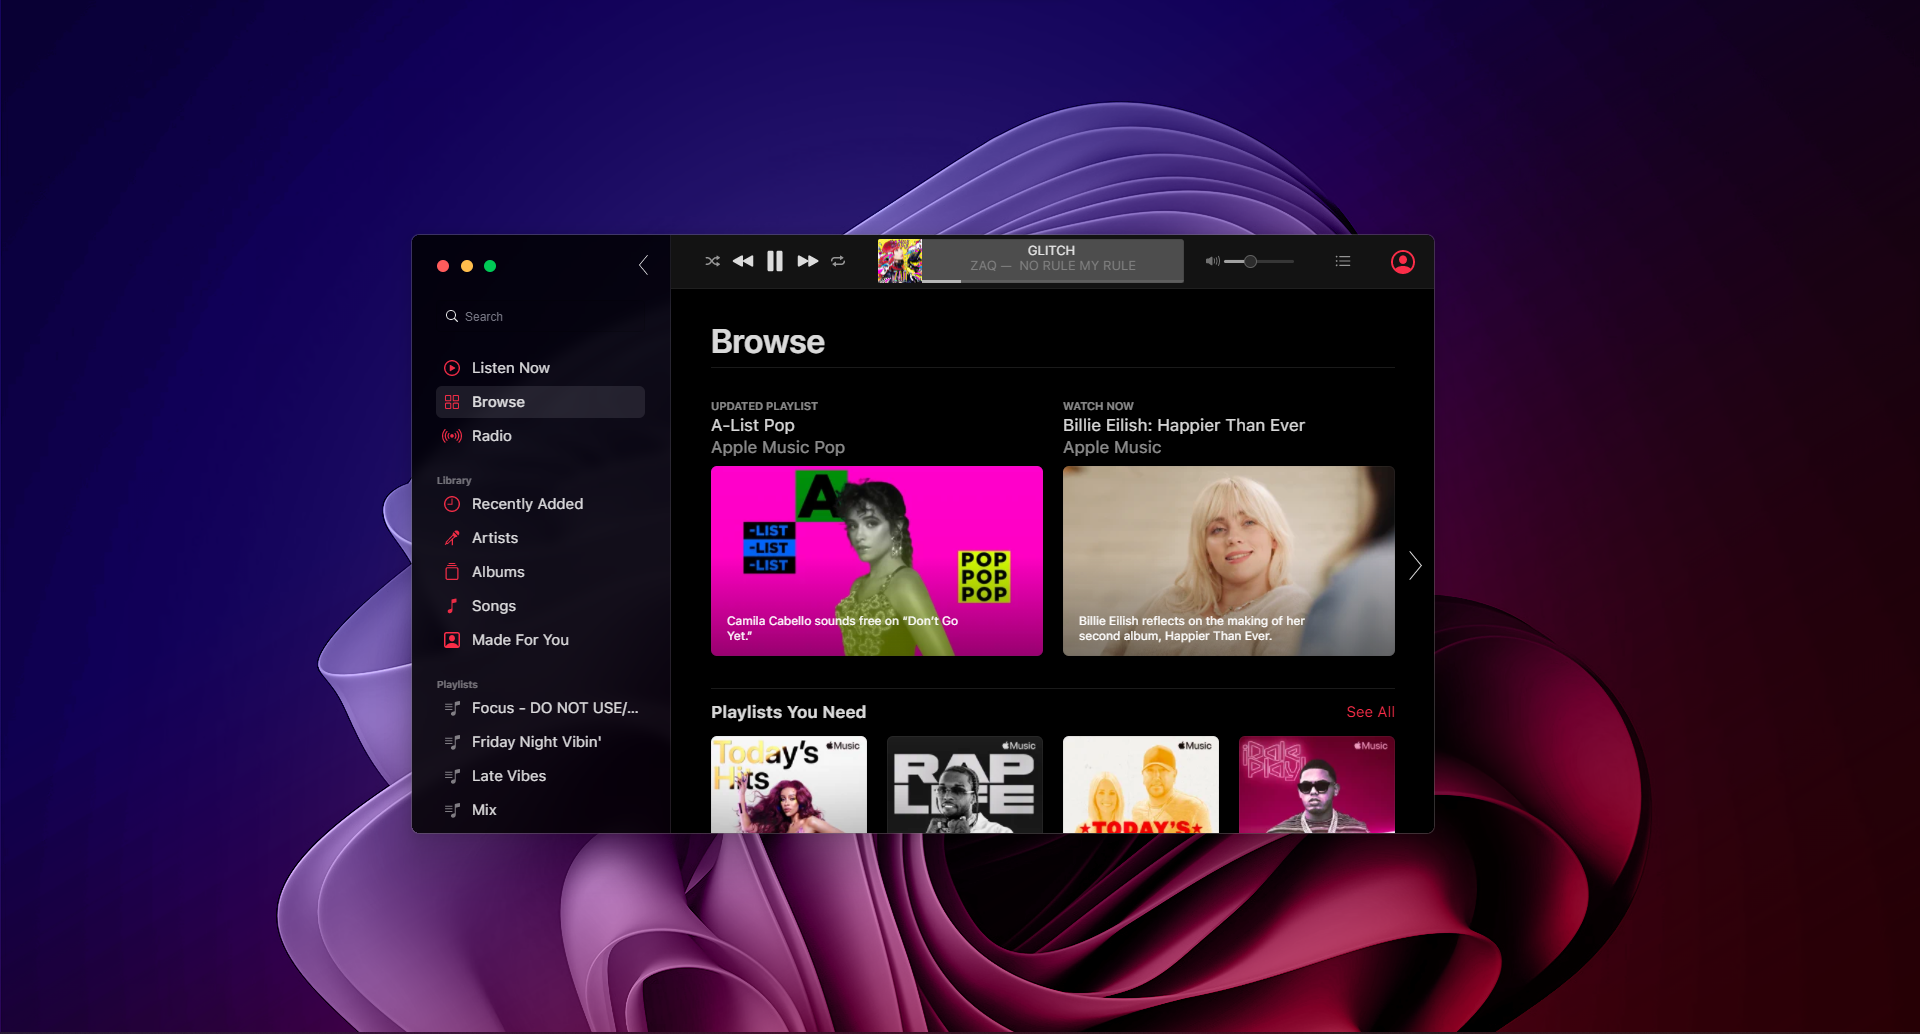 GLITCH
ZAQ — NO RULE MY RULE
Search
Listen Now
Browse
Radio
Library
Recently Added
Artists
Albums
Songs
Made For You
Playlists
Focus - DO NOT USE/...
Friday Night Vibin'
Late Vibes
Mix
Browse
UPDATED PLAYLIST
A-List Pop
Apple Music Pop
A
-LIST
-LIST
-LIST
POP
POP
POP
Camila Cabello sounds free on “Don’t Go
Yet.”
WATCH NOW
Billie Eilish: Happier Than Ever
Apple Music
Billie Eilish reflects on the making of her
second album, Happier Than Ever.
Playlists You Need
See All
Music
Today’s
Hits
Music
RAP
LIFE
Music
TODAY'S
Music
Dale
Play!